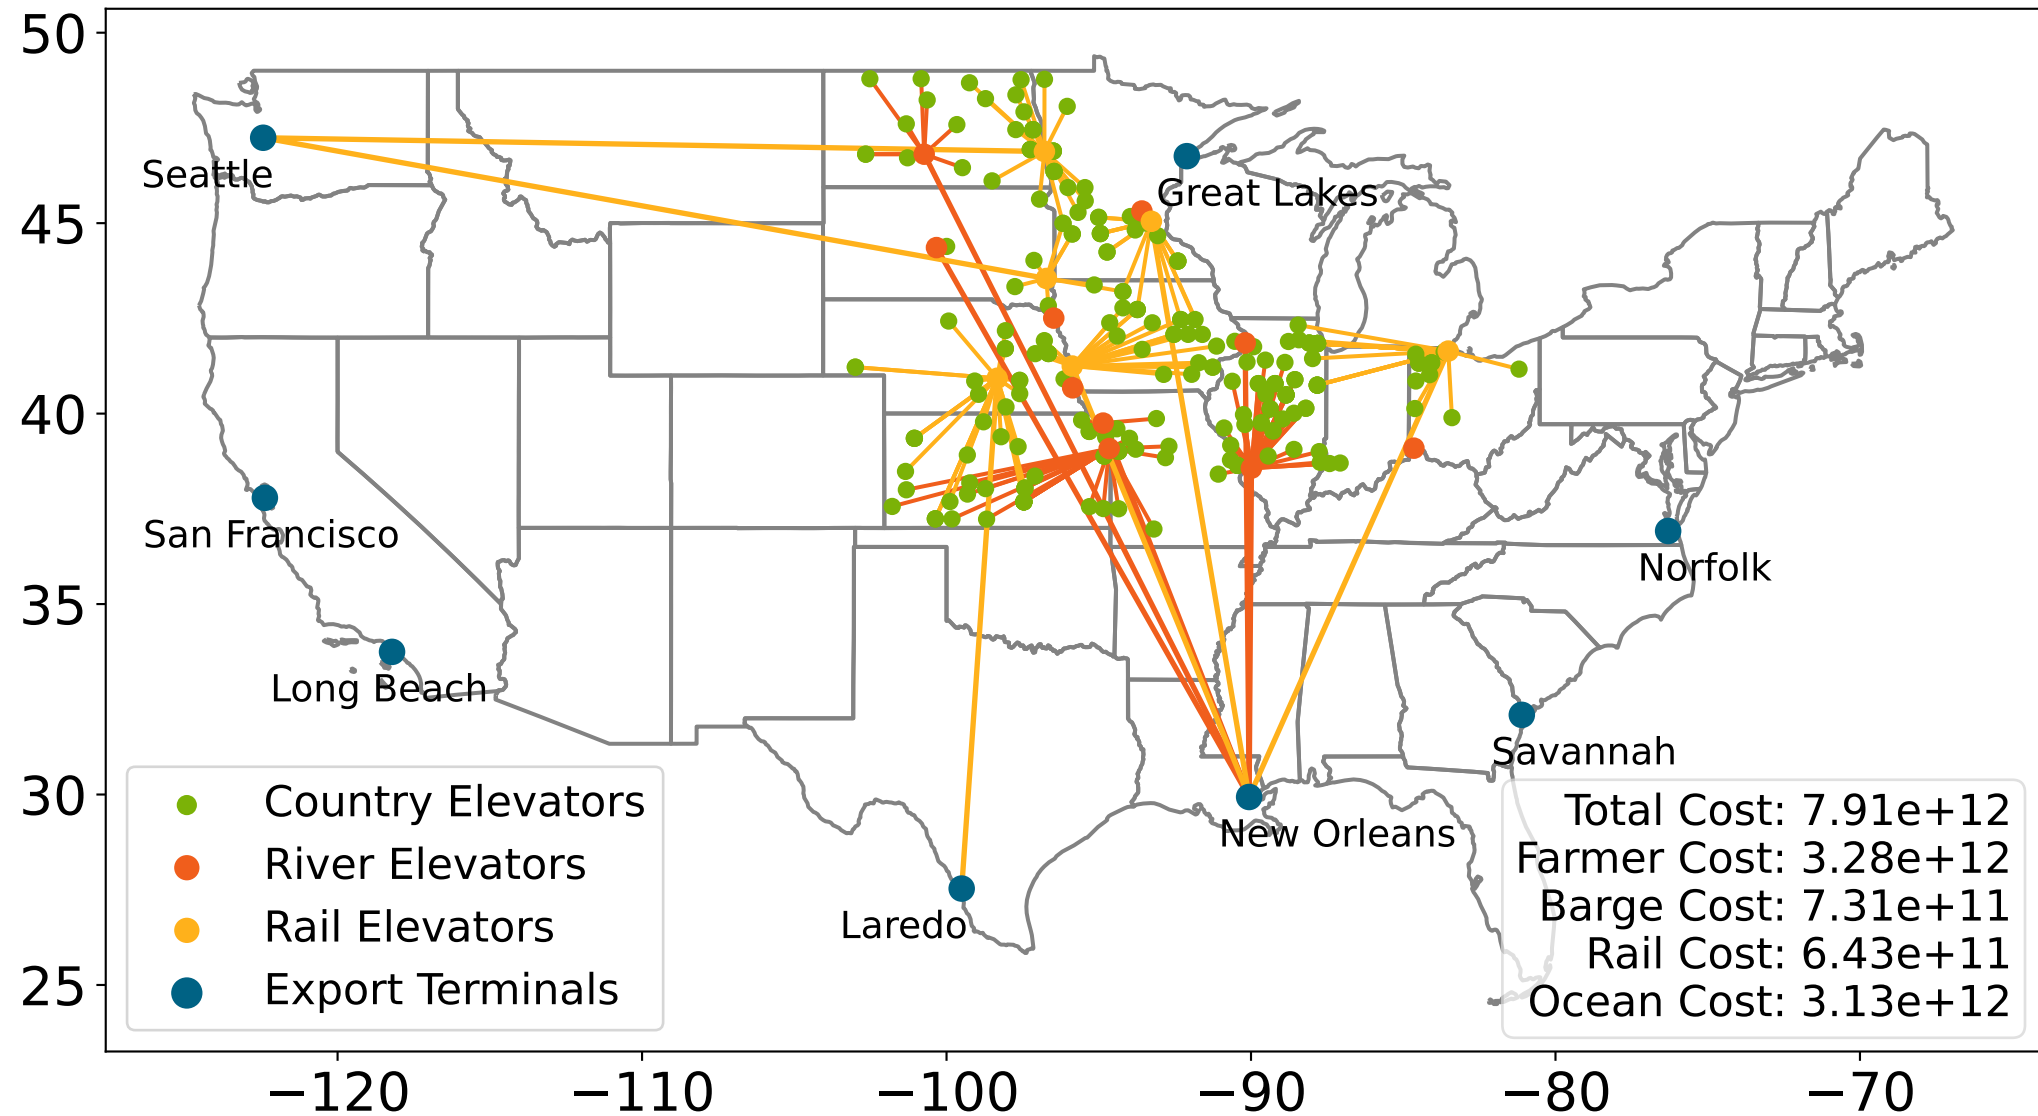 50
45
40
35
30
25
−120
−110
−100
−90
−80
−70
Seattle
Great Lakes
San Francisco
Norfolk
Long Beach
Savannah
New Orleans
Laredo
Country Elevators
River Elevators
Rail Elevators
Export Terminals
Total Cost: 7.91e+12
Farmer Cost: 3.28e+12
Barge Cost: 7.31e+11
Rail Cost: 6.43e+11
Ocean Cost: 3.13e+12